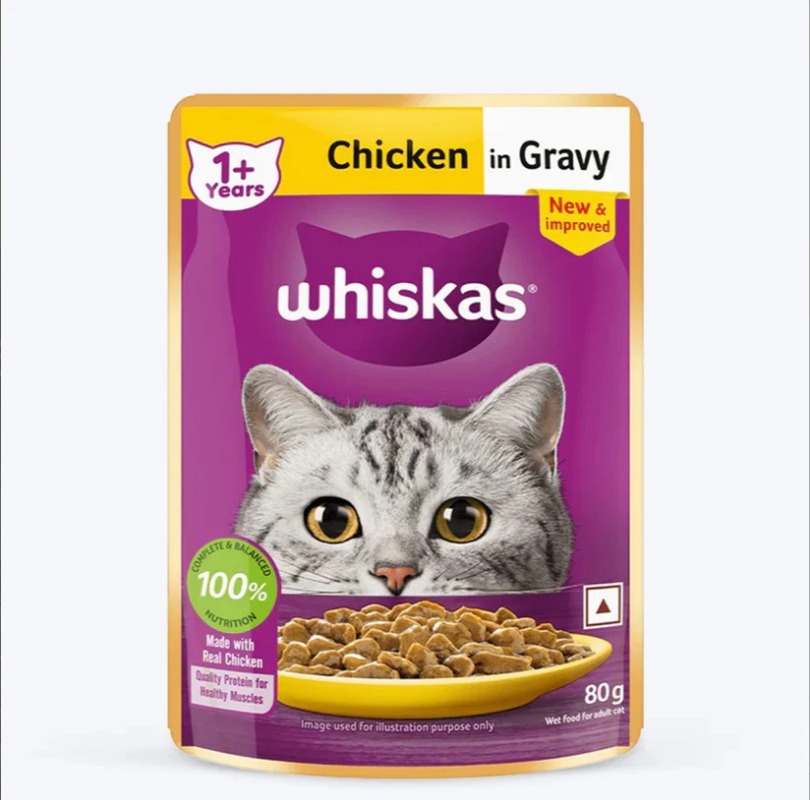 1+
Years
Chicken in Gravy
New &
improved
whiskas®
COMPLETE & BALANCED
100%
NUTRITION
Made with
Real Chicken
Quality Protein for
Healthy Muscles
80g
Wet food for adult cat
Image used for illustration purpose only